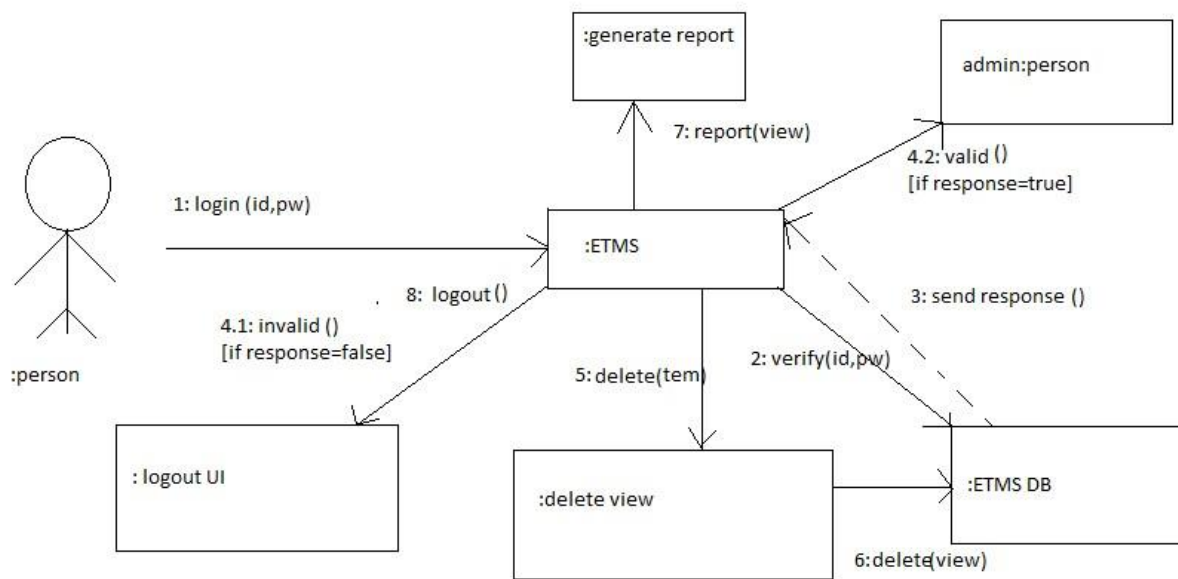 :generate report
admin:person
7: report(view)
4.2: valid ()
[if response=true]
1: login (id,pw)
:ETMS
8: logout()
3: send response ()
4.1: invalid ()
[if response=false]
2: verify(id,pw)
5: delete(tem)
:person
: logout UI
:delete view
:ETMS DB
6:delete(view)